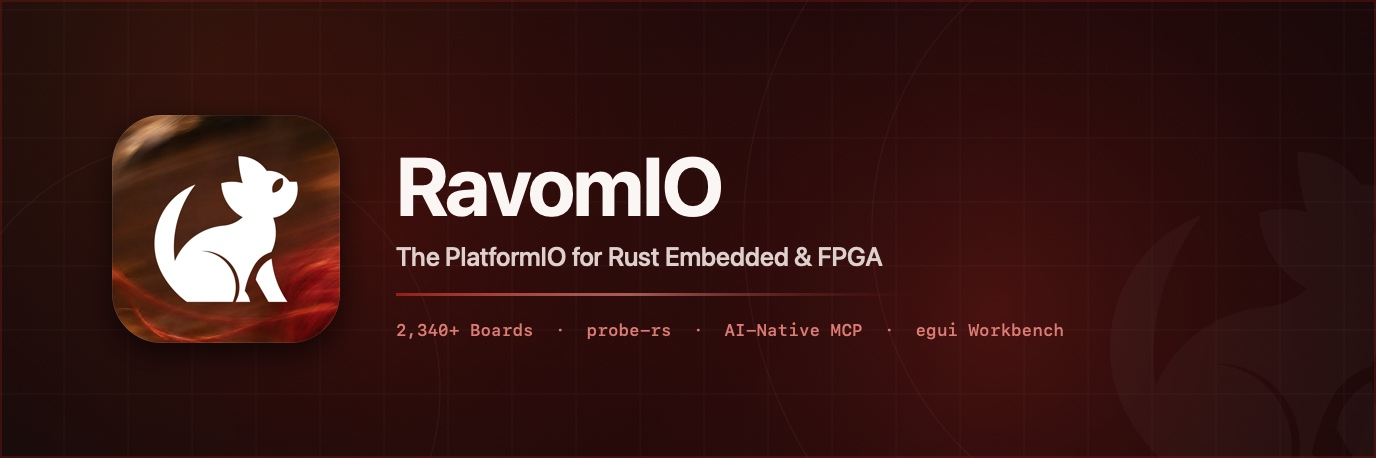 RavomIO
The PlatformIO for Rust Embedded & FPGA
2,340+ Boards · probe-rs · AI-Native MCP · egui Workbench